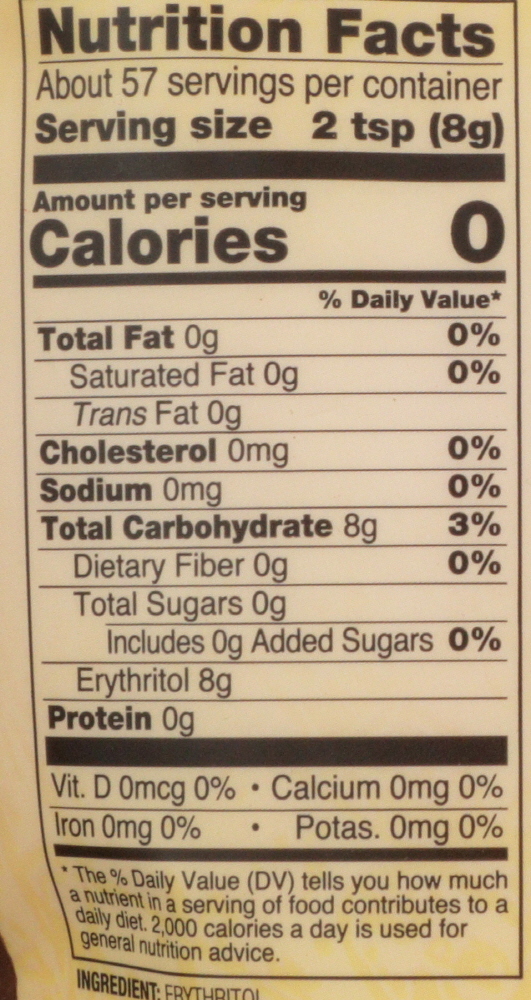 Nutrition Facts
About 57 servings per container
Serving size 2 tsp (8g)
Amount per serving
Calories 0
% Daily Value*
Total Fat 0g 0%
Saturated Fat 0g 0%
Trans Fat 0g
Cholesterol 0mg 0%
Sodium 0mg 0%
Total Carbohydrate 8g 3%
Dietary Fiber 0g 0%
Total Sugars 0g
Includes 0g Added Sugars 0%
Erythritol 8g
Protein 0g
Vit. D 0mcg 0% • Calcium 0mg 0%
Iron 0mg 0% • Potas. 0mg 0%
* The % Daily Value (DV) tells you how much
a nutrient in a serving of food contributes to a
daily diet. 2,000 calories a day is used for
general nutrition advice.
INGREDIENT: ERYTHRITOL